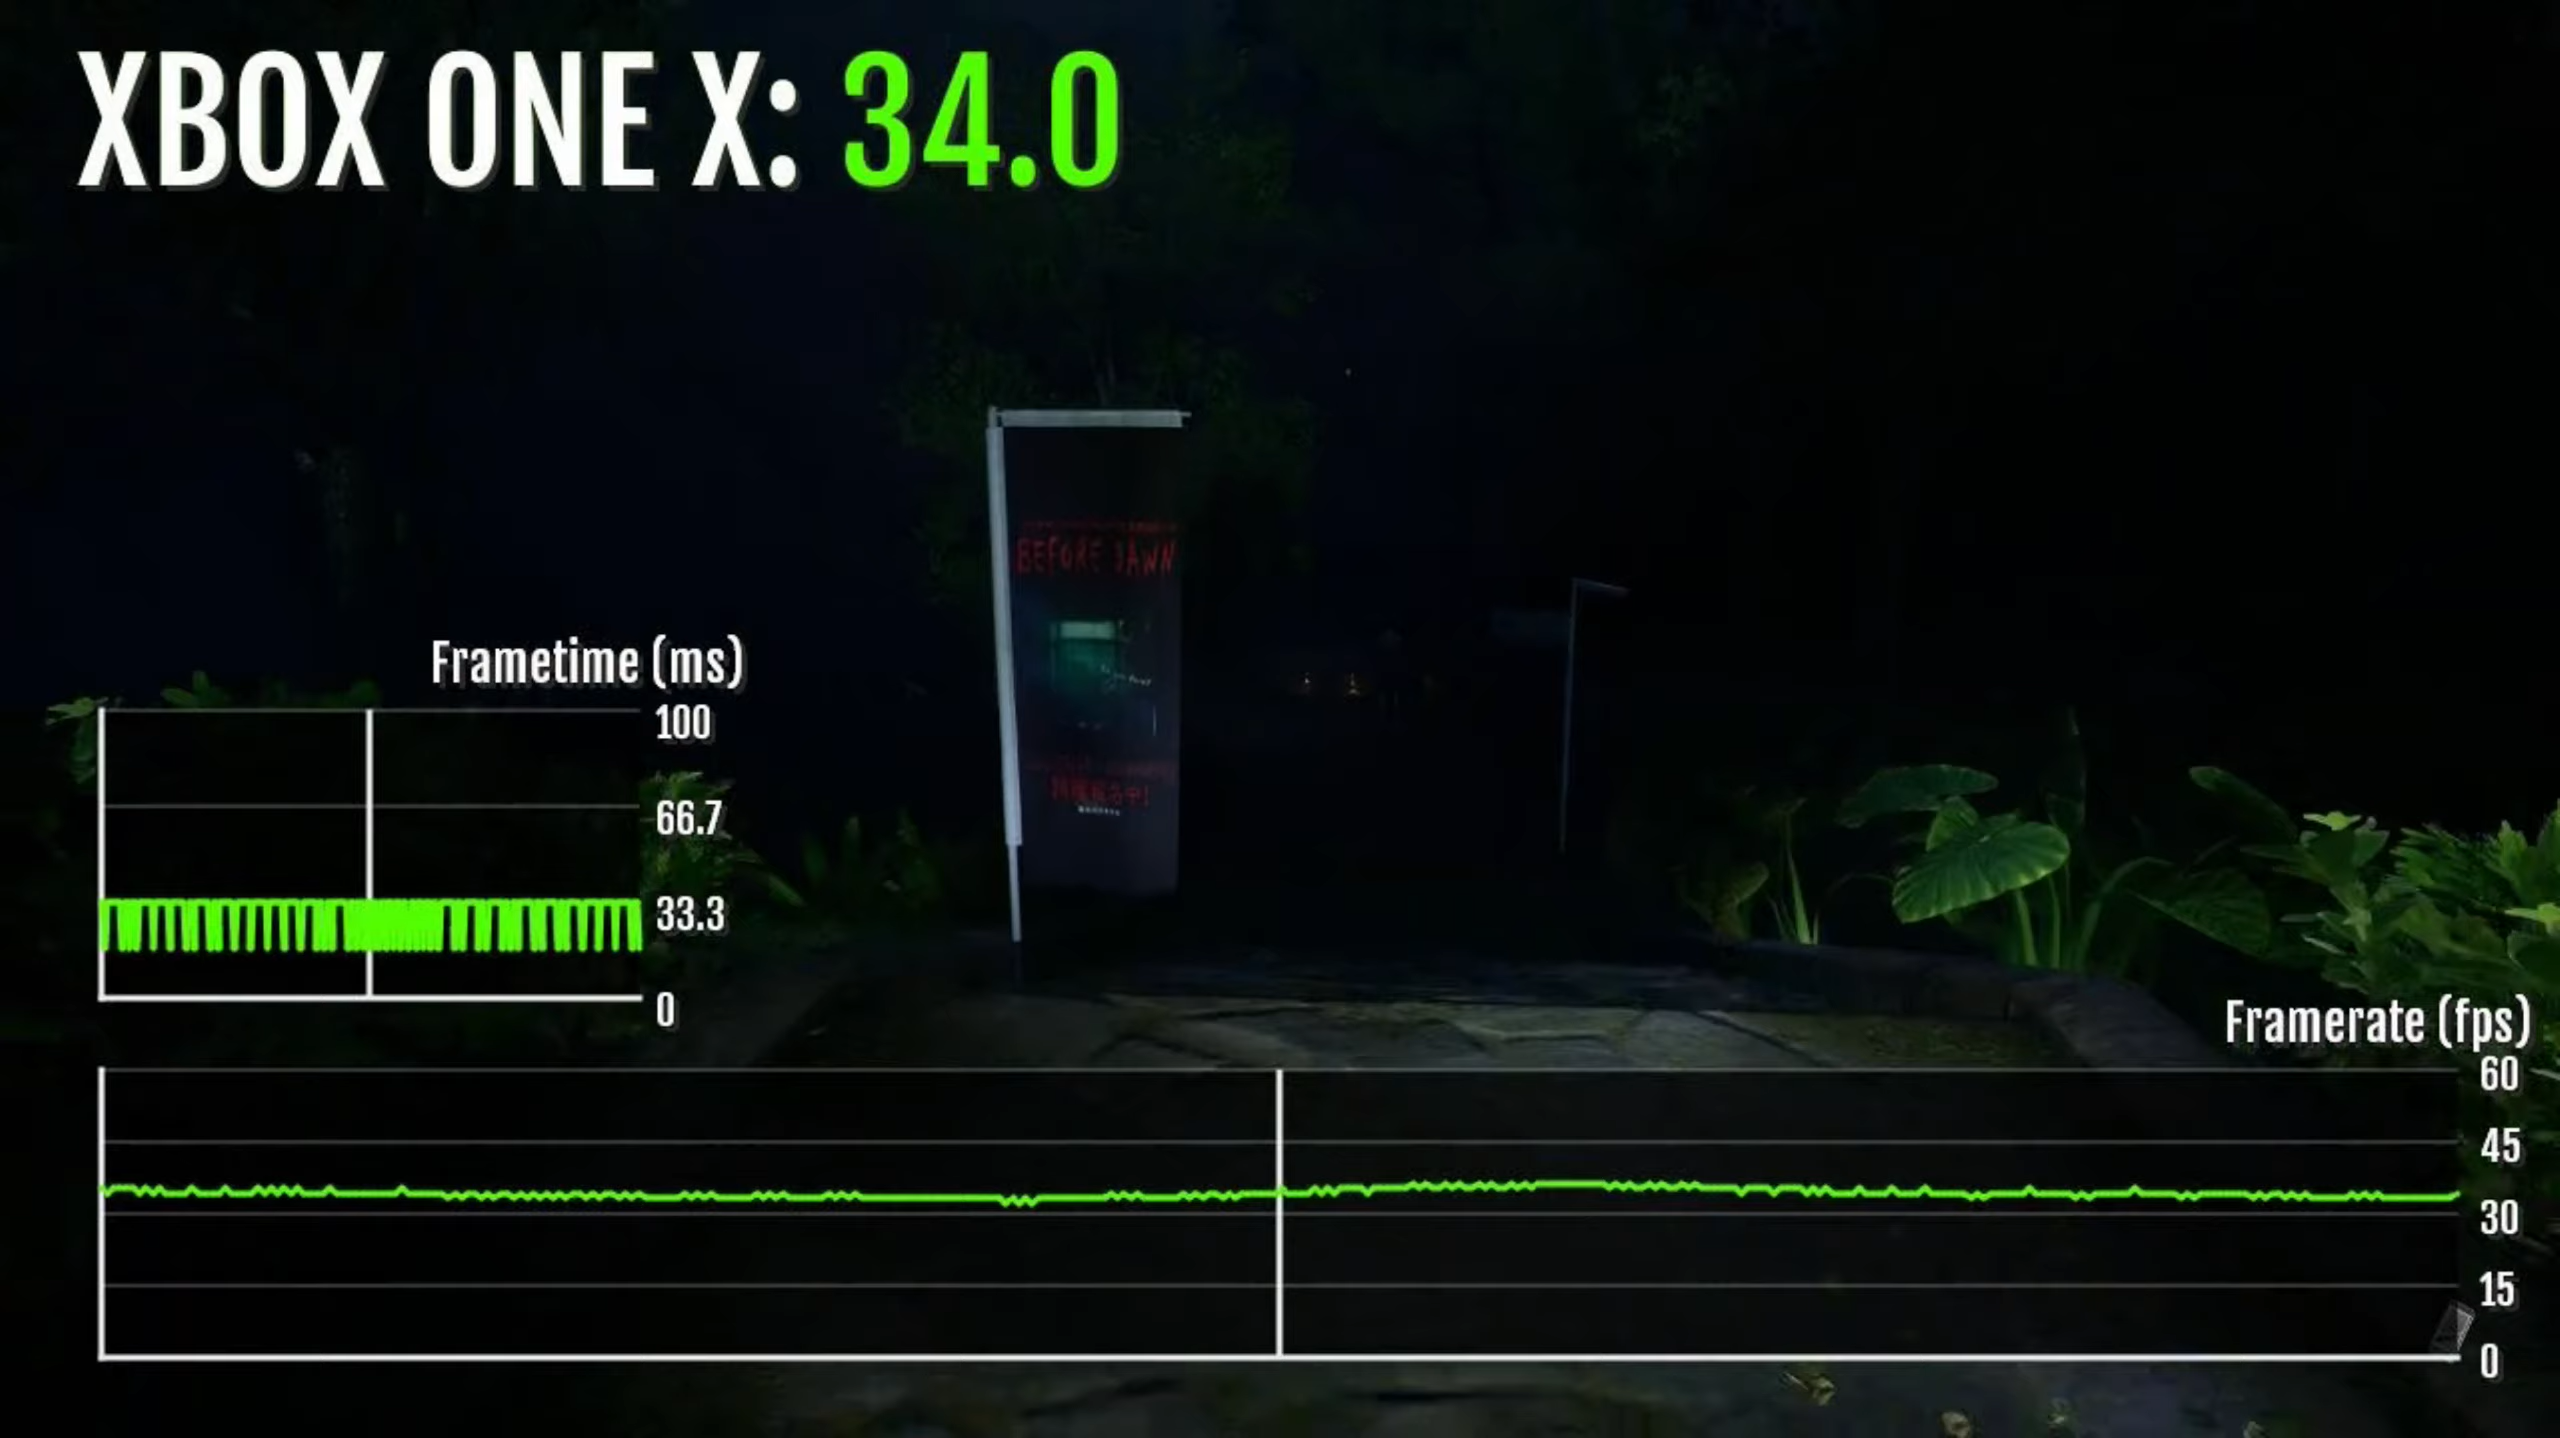 XBOX ONE X: 34.0
BEFORE DAWN
Frametime (ms)
100
66.7
33.3
0
Framerate (fps)
60
45
30
15
0